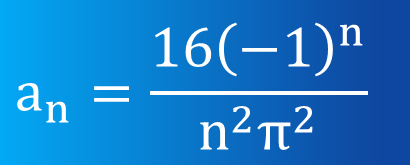 aₙ = 16(−1)ⁿ / n²π²